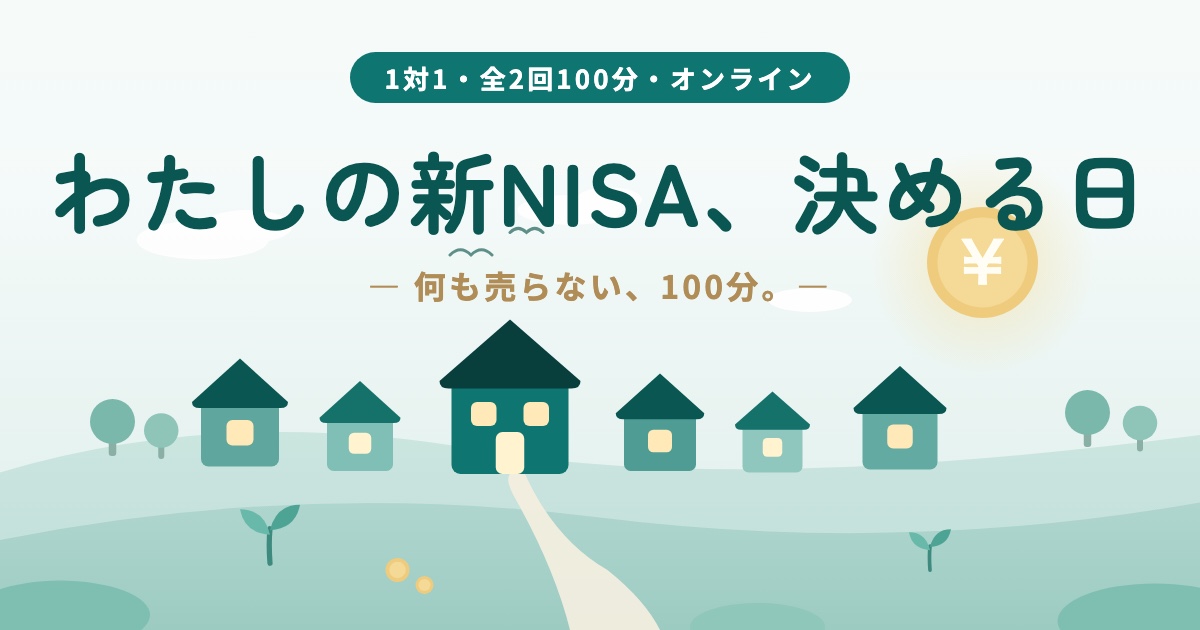 1対1・全2回100分・オンライン
わたしの新NISA、決める日
— 何も売らない、100分。—
¥